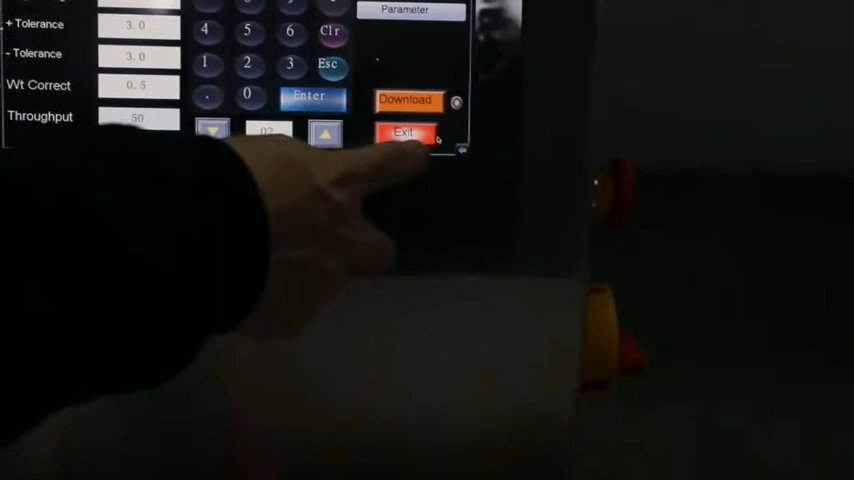 Parameter
+ Tolerance 3. 0 4 5 6 Clr
- Tolerance 3. 0 1 2 3 Esc
Wt Correct 0. 5 . 0 Enter Download
Throughput 50 02 Exit